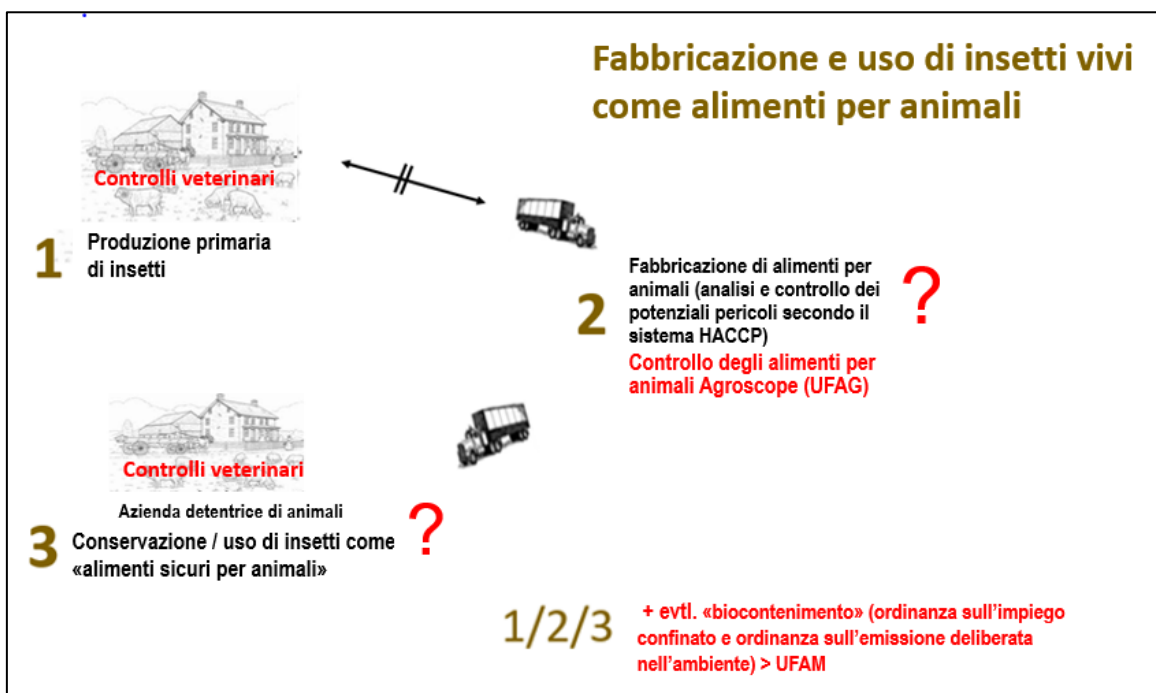 Fabbricazione e uso di insetti vivi
come alimenti per animali
Controlli veterinari
1
Produzione primaria
di insetti
2
Fabbricazione di alimenti per
animali (analisi e controllo dei
potenziali pericoli secondo il
sistema HACCP)
Controllo degli alimenti per
animali Agroscope (UFAG)
?
Controlli veterinari
Azienda detentrice di animali
3
Conservazione / uso di insetti come
«alimenti sicuri per animali»
?
1/2/3
+ evtl. «biocontenimento» (ordinanza sull’impiego
confinato e ordinanza sull’emissione deliberata
nell’ambiente) > UFAM